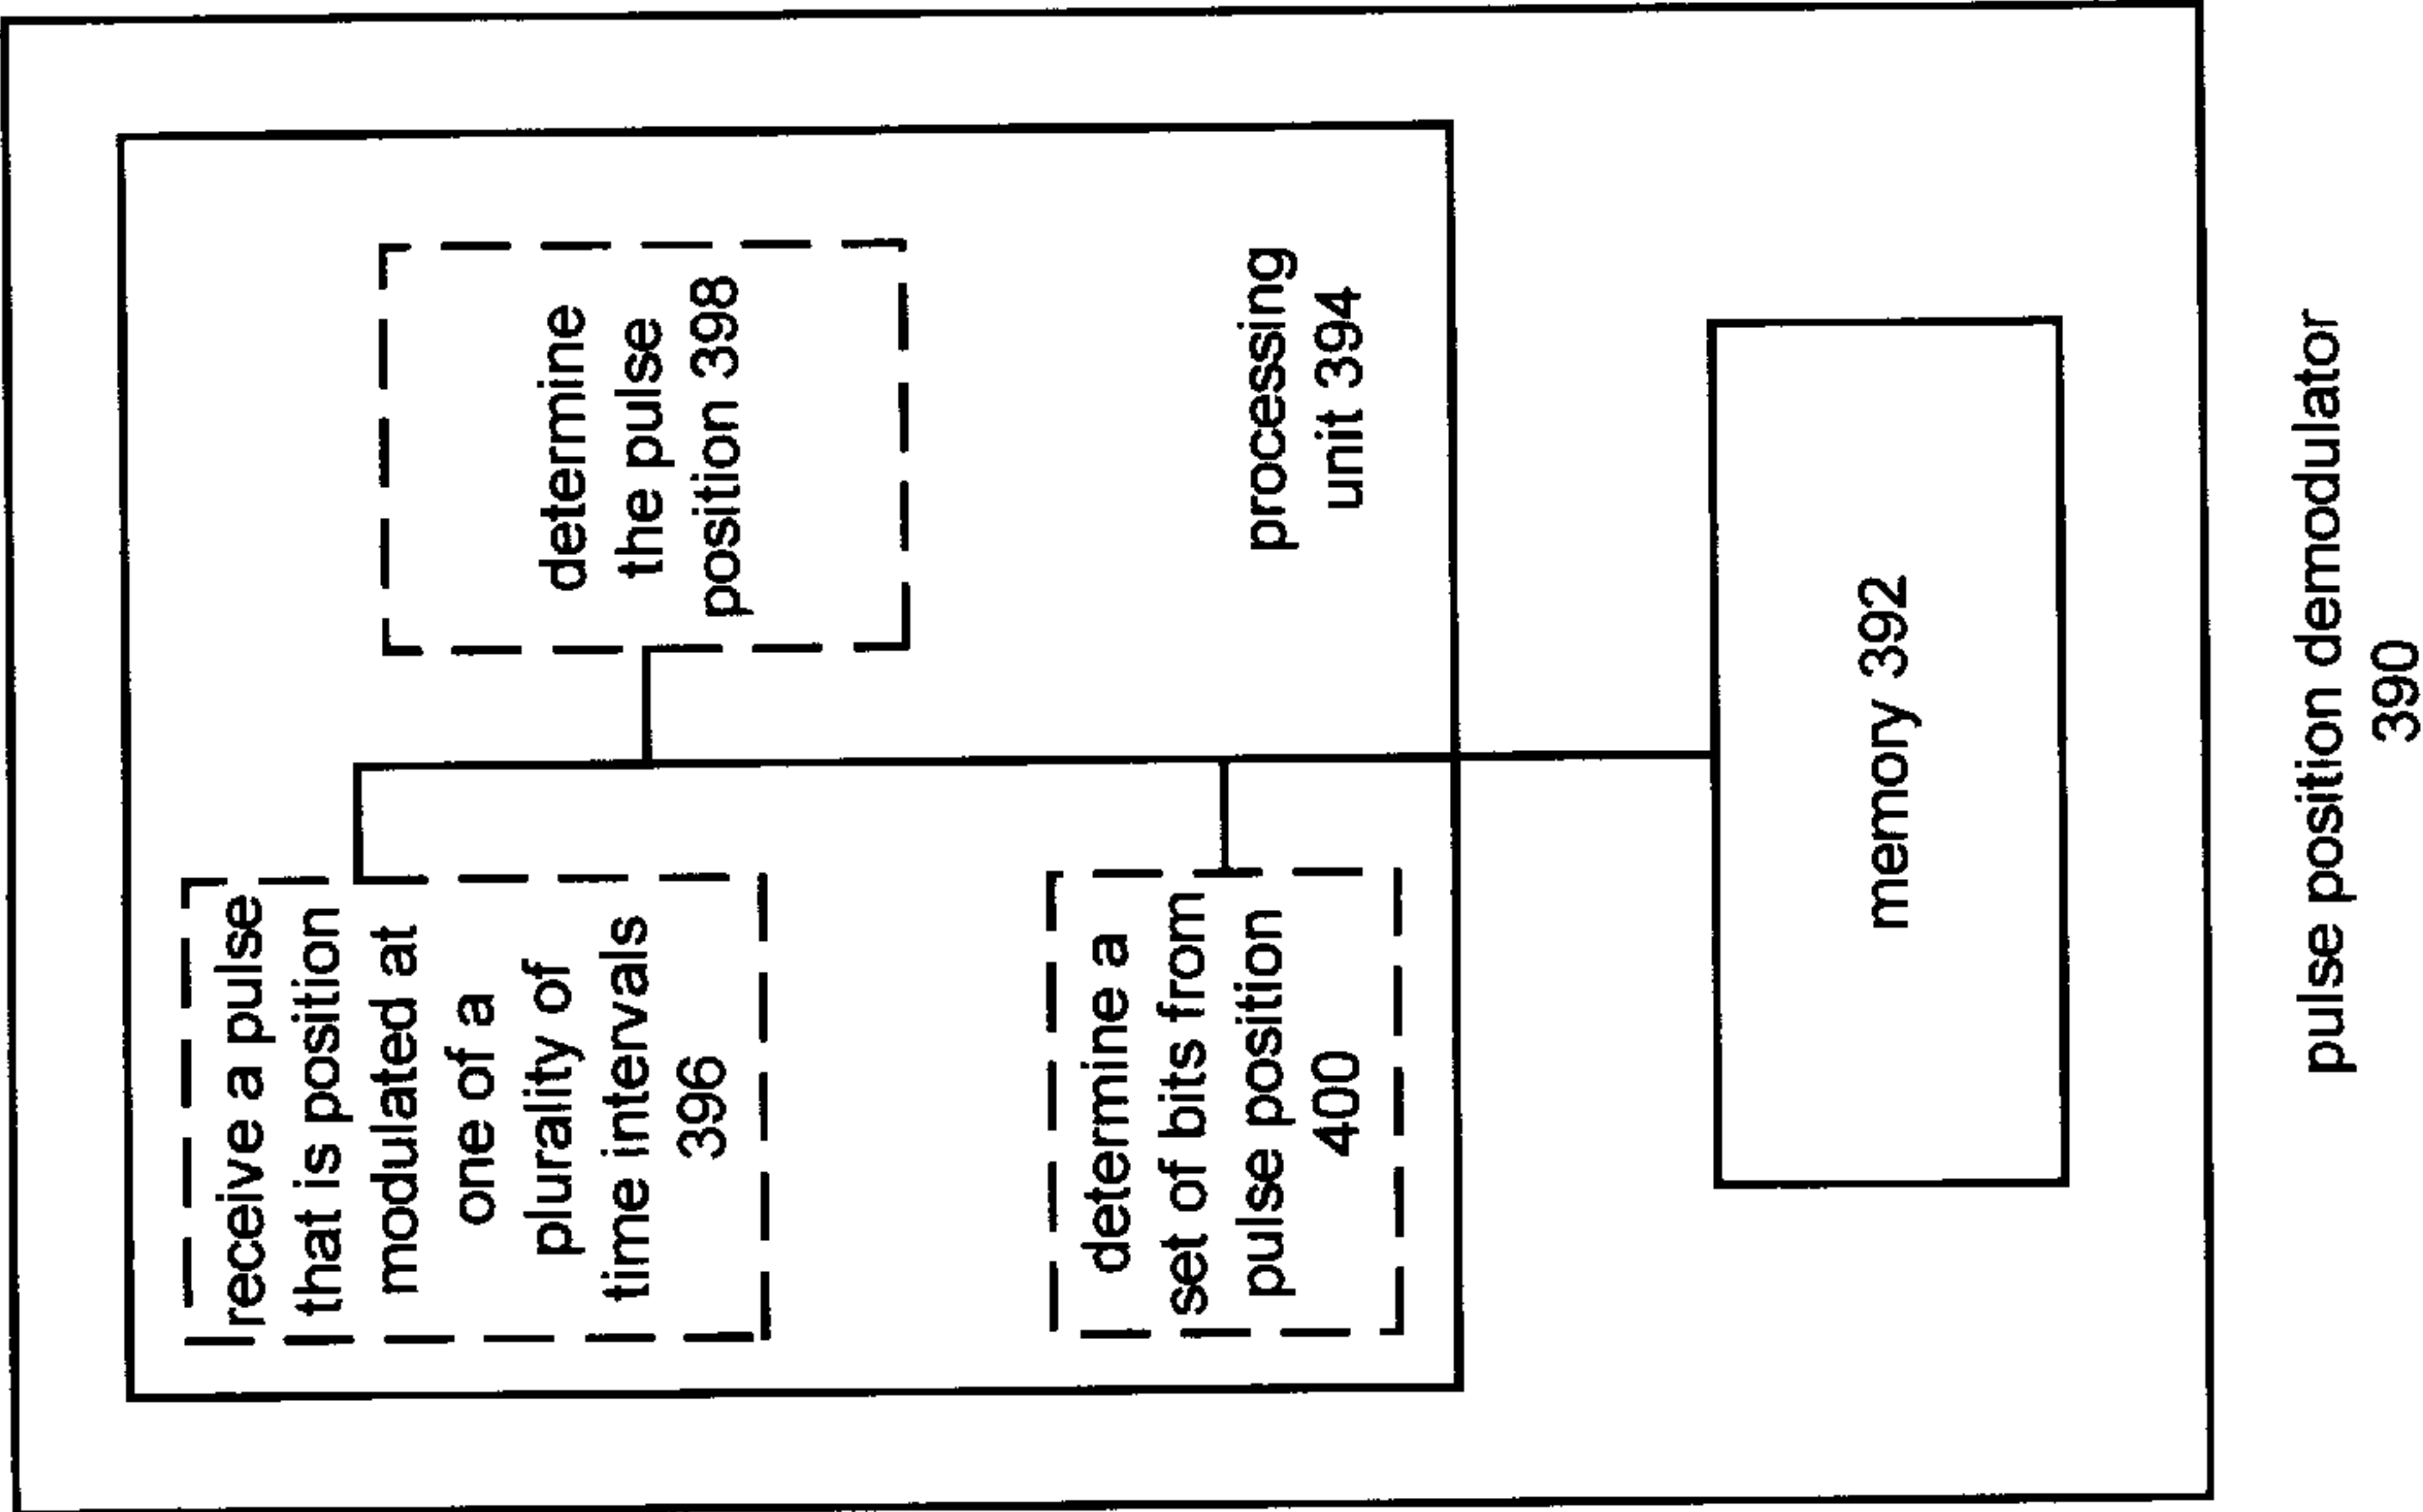 receive a pulse
that is position
modulated at
one of a
plurality of
time intervals
396
determine
the pulse
position 398
determine a
set of bits from
pulse position
400
processing
unit 394
memory 392
pulse position demodulator
390